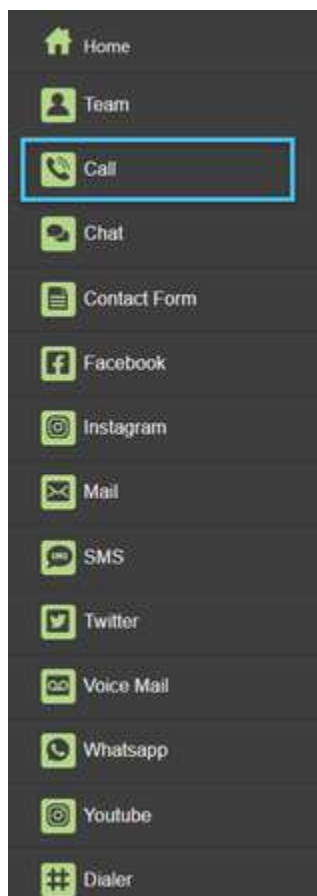 Home
Team
Call
Chat
Contact Form
Facebook
Instagram
Mail
SMS
Twitter
Voice Mail
Whatsapp
Youtube
Dialer